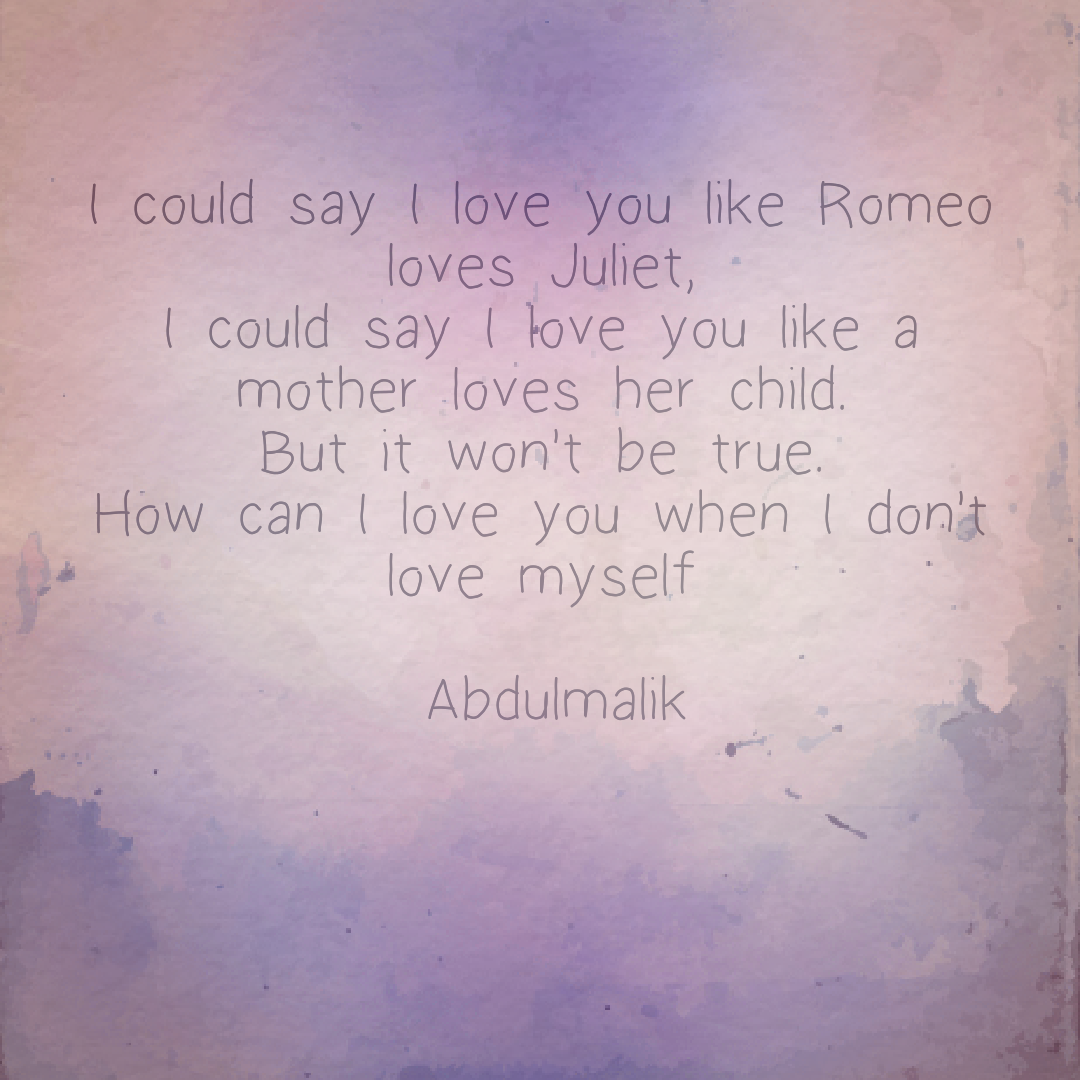 I could say I love you like Romeo
loves Juliet,
I could say I love you like a
mother loves her child.
But it won't be true.
How can I love you when I don't
love myself
Abdulmalik